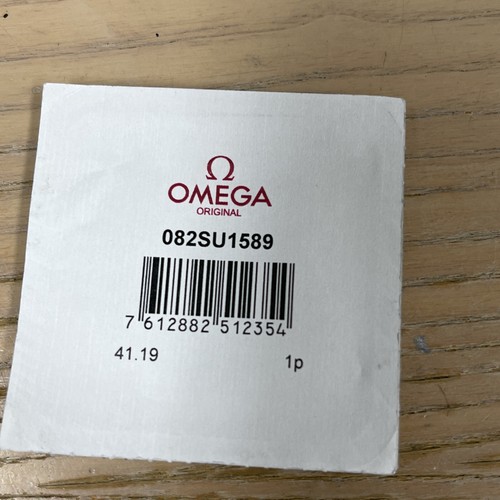 Ω
OMEGA
ORIGINAL
082SU1589
7 612882 512354
41.19 1p